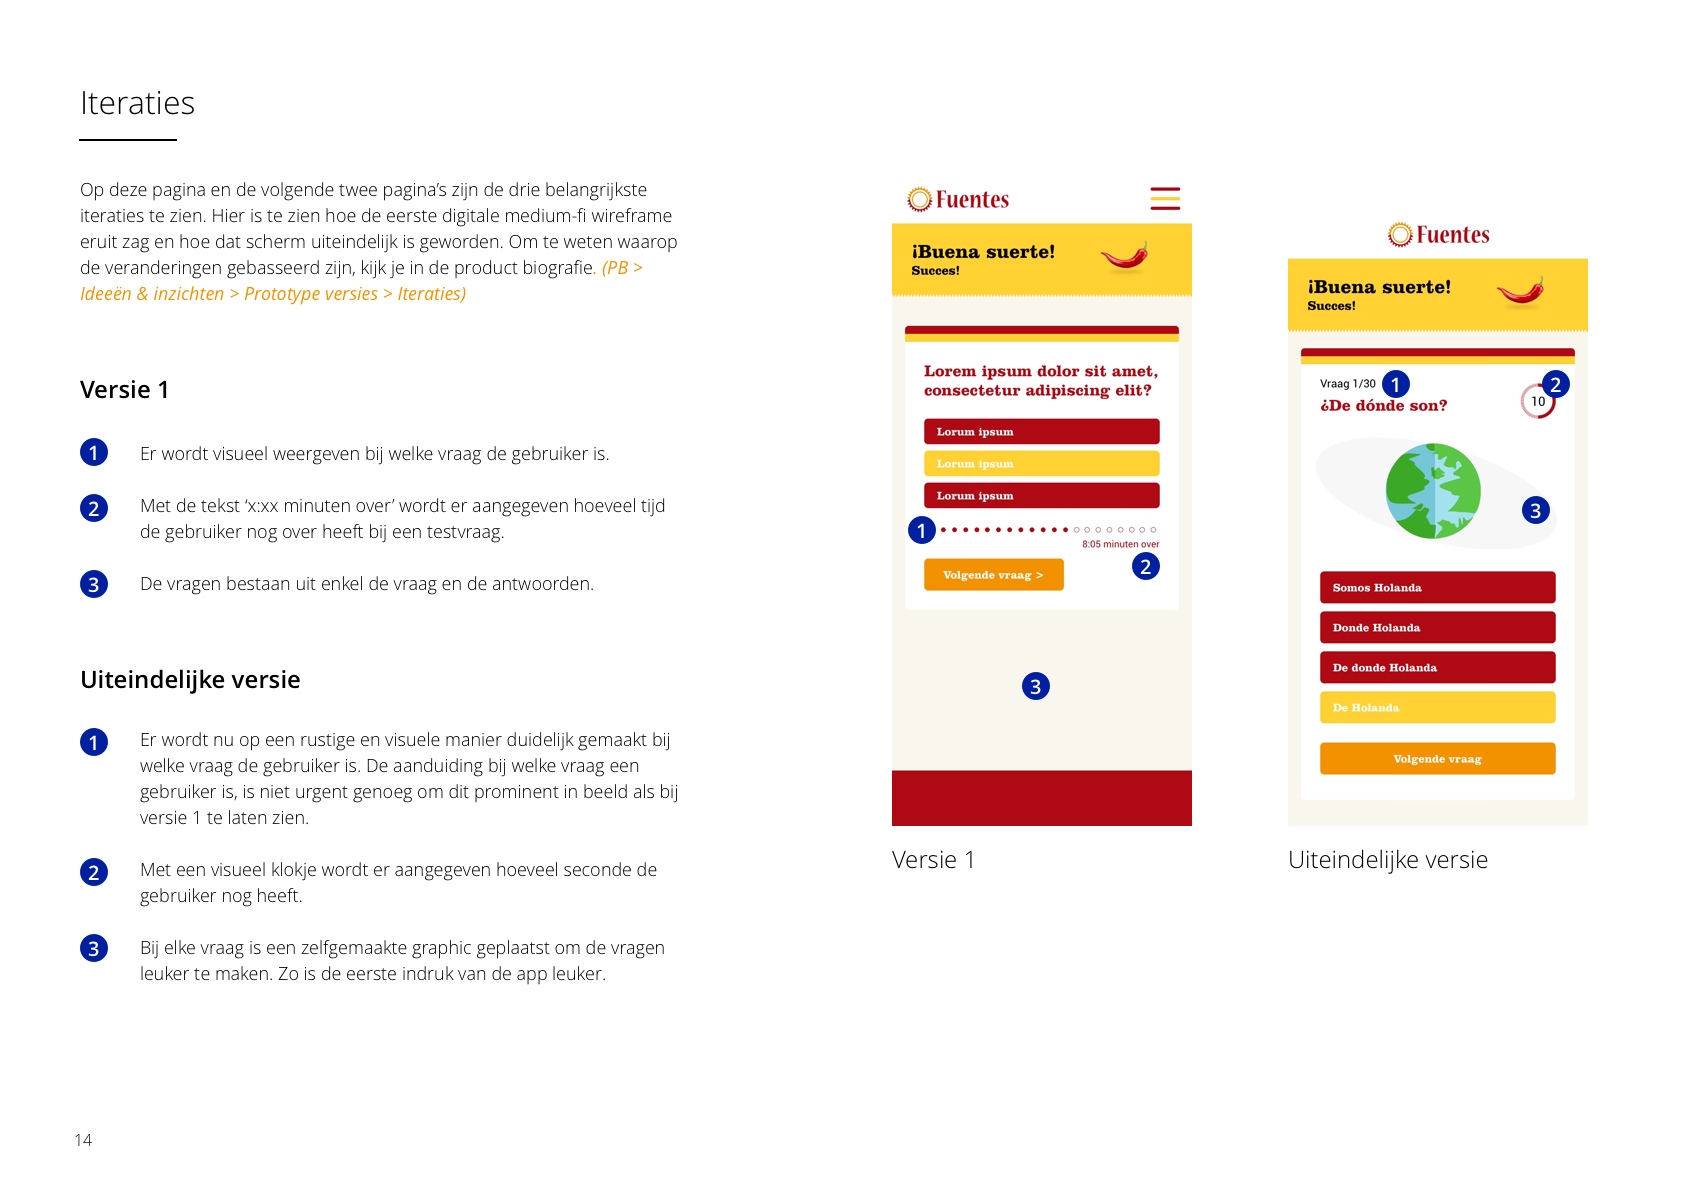 Iteraties
Op deze pagina en de volgende twee pagina's zijn de drie belangrijkste
iteraties te zien. Hier is te zien hoe de eerste digitale medium-fi wireframe
eruit zag en hoe dat scherm uiteindelijk is geworden. Om te weten waarop
de veranderingen gebasseerd zijn, kijk je in de product biografie. (PB >
Ideeën & inzichten > Prototype versies > Iteraties)
Versie 1
1 Er wordt visueel weergeven bij welke vraag de gebruiker is.
2 Met de tekst ‘x:xx minuten over’ wordt er aangegeven hoeveel tijd
de gebruiker nog over heeft bij een testvraag.
3 De vragen bestaan uit enkel de vraag en de antwoorden.
Uiteindelijke versie
1 Er wordt nu op een rustige en visuele manier duidelijk gemaakt bij
welke vraag de gebruiker is. De aanduiding bij welke vraag een
gebruiker is, is niet urgent genoeg om dit prominent in beeld als bij
versie 1 te laten zien.
2 Met een visueel klokje wordt er aangegeven hoeveel seconde de
gebruiker nog heeft.
3 Bij elke vraag is een zelfgemaakte graphic geplaatst om de vragen
leuker te maken. Zo is de eerste indruk van de app leuker.
14
Fuentes
¡Buena suerte!
Succes!
Lorem ipsum dolor sit amet,
consectetur adipiscing elit?
Lorum ipsum
Lorum ipsum
Lorum ipsum
1
8:05 minuten over
2
Volgende vraag >
3
Versie 1
Fuentes
¡Buena suerte!
Succes!
Vraag 1/30
1
2
10
¿De dónde son?
3
Somos Holanda
Donde Holanda
De donde Holanda
De Holanda
Volgende vraag
Uiteindelijke versie